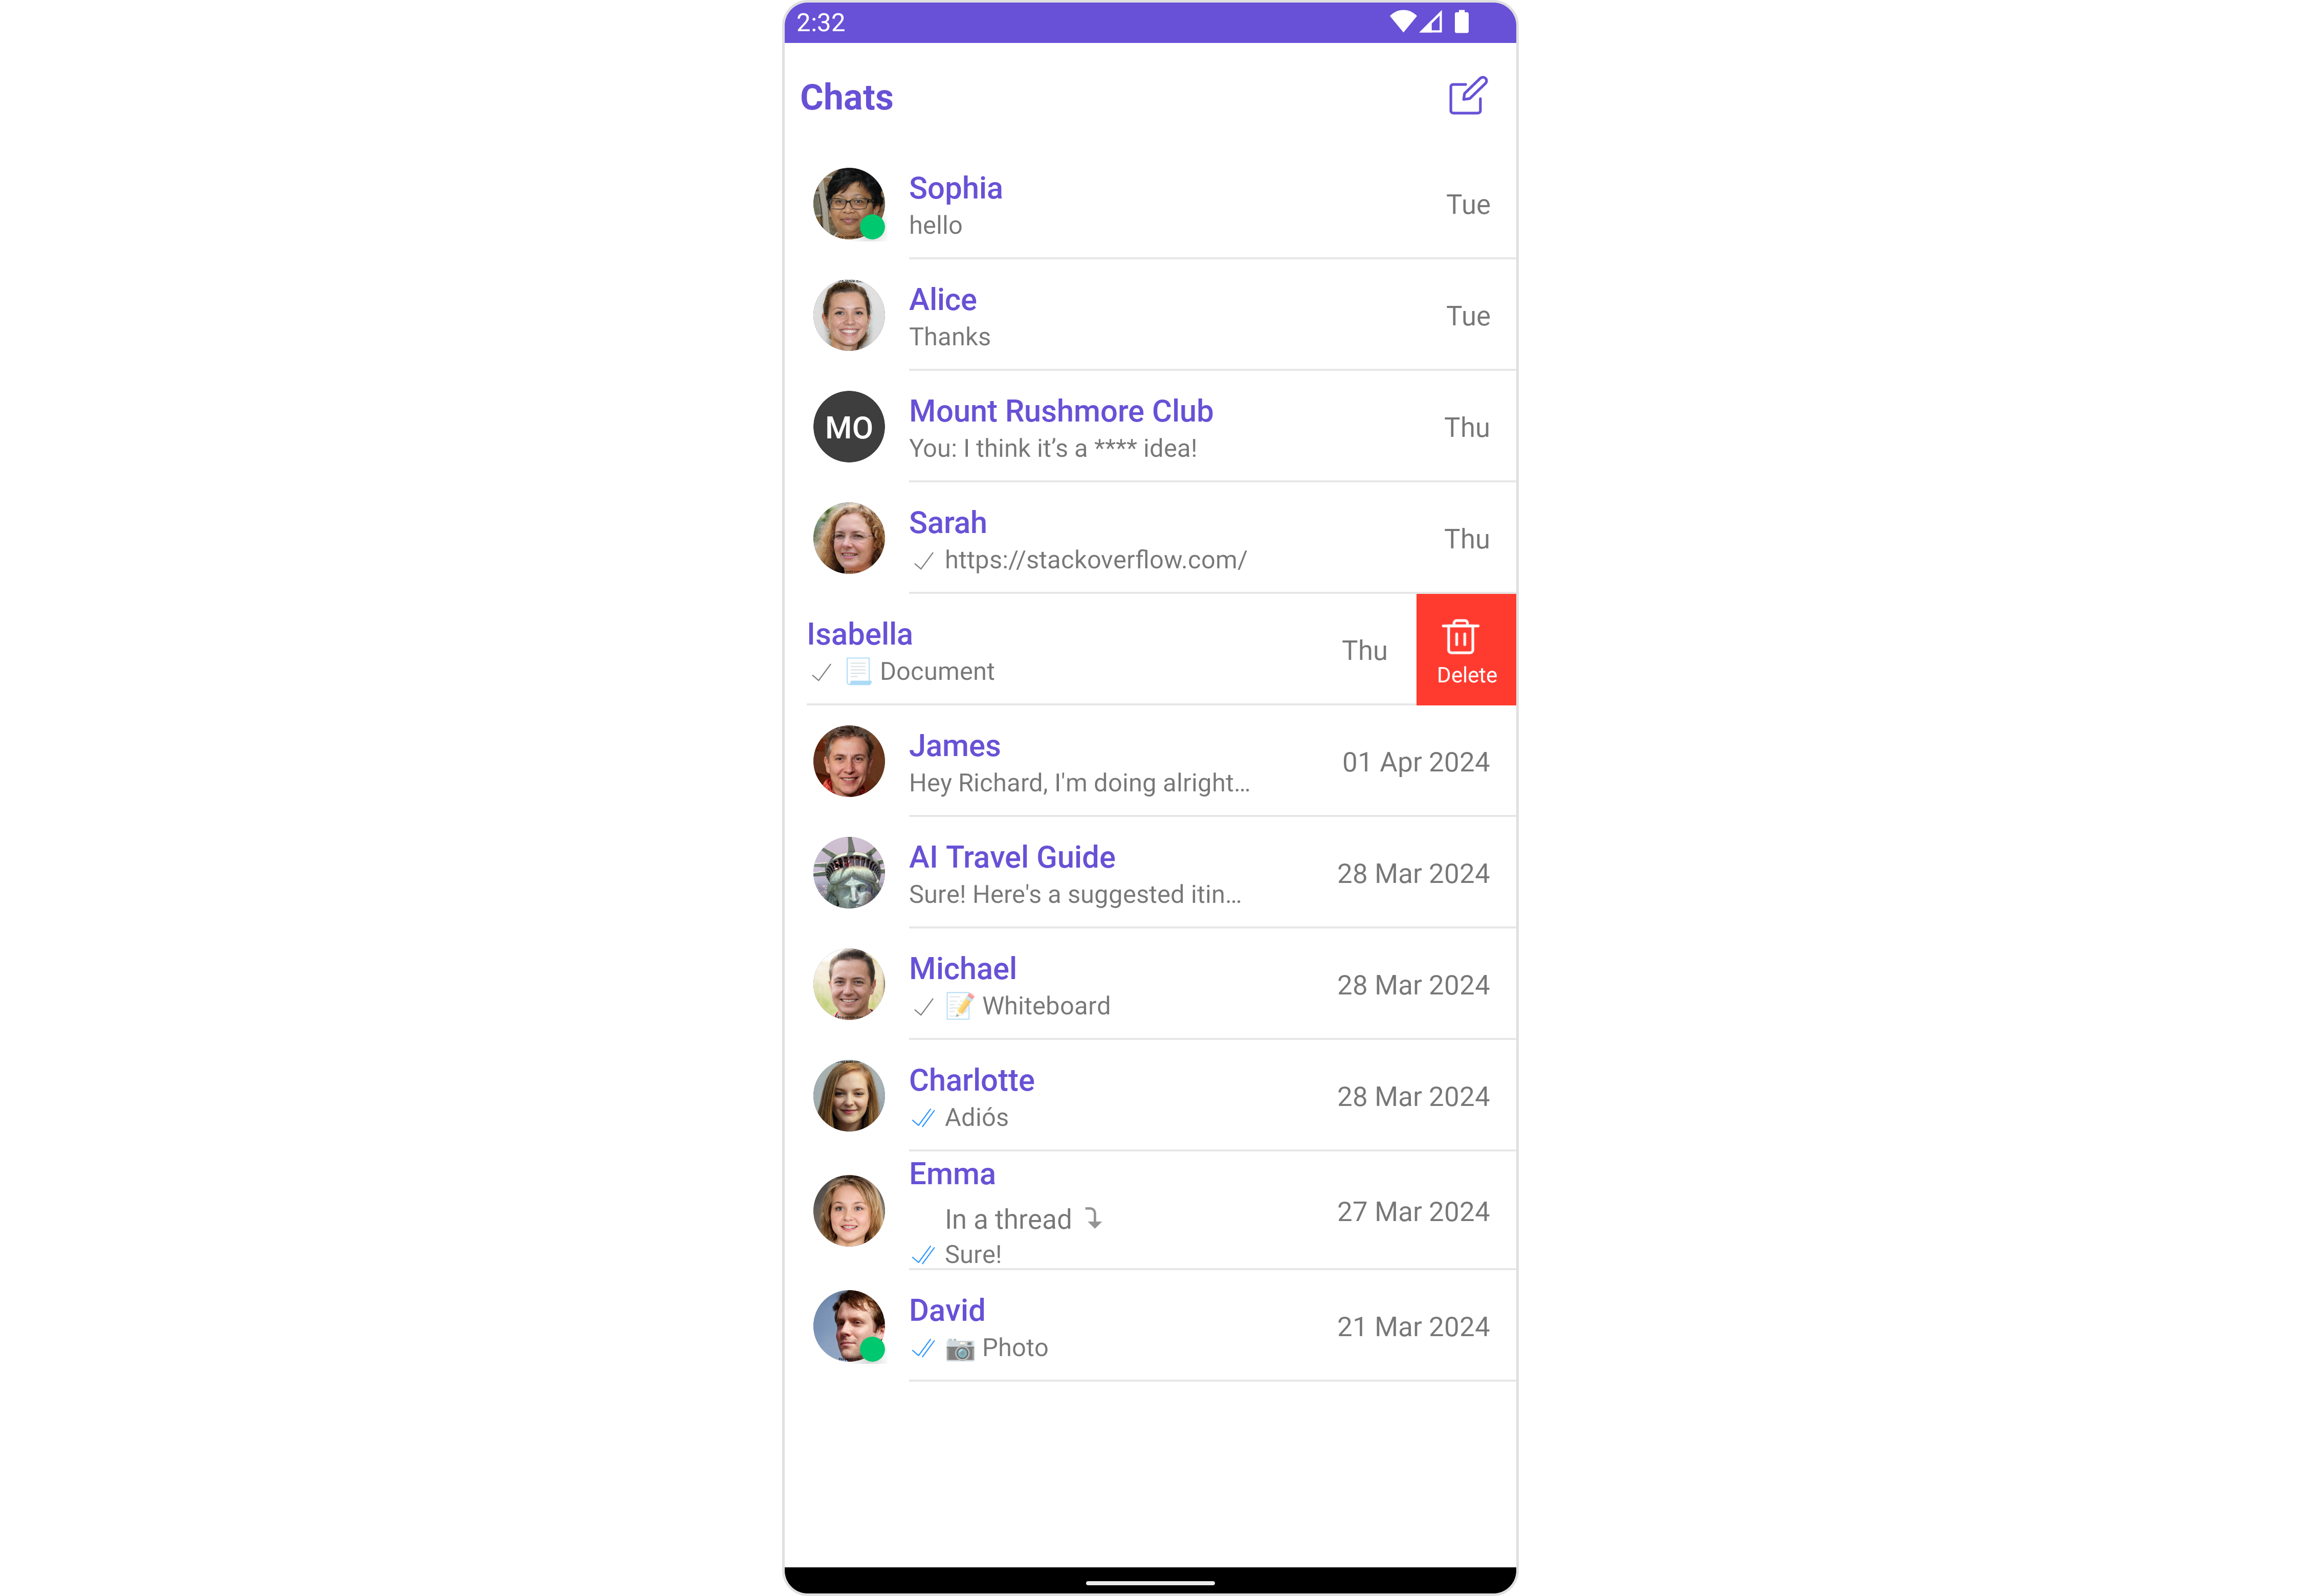 2:32
Chats
Sophia
hello
Tue
Alice
Thanks
Tue
MO
Mount Rushmore Club
You: I think it’s a **** idea!
Thu
Sarah
https://stackoverflow.com/
Thu
Isabella
Document
Thu
Delete
James
Hey Richard, I'm doing alright...
01 Apr 2024
AI Travel Guide
Sure! Here's a suggested itin...
28 Mar 2024
Michael
Whiteboard
28 Mar 2024
Charlotte
Adiós
28 Mar 2024
Emma
In a thread
Sure!
27 Mar 2024
David
Photo
21 Mar 2024